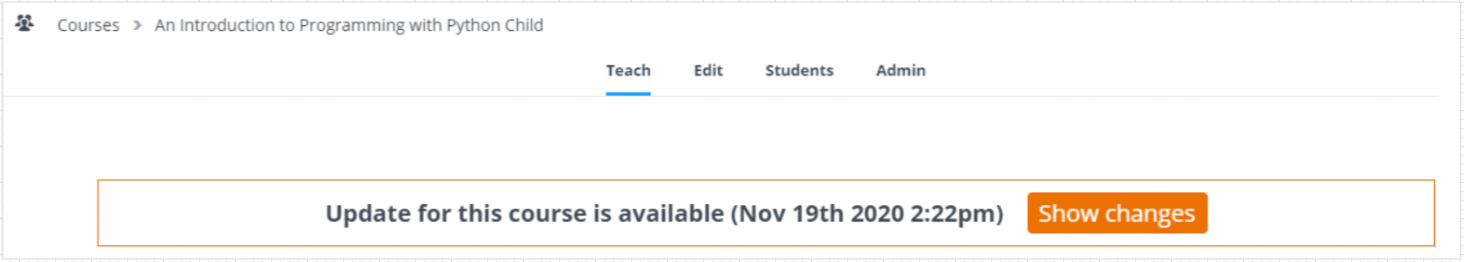 Courses > An Introduction to Programming with Python Child
Teach Edit Students Admin
Update for this course is available (Nov 19th 2020 2:22pm) Show changes